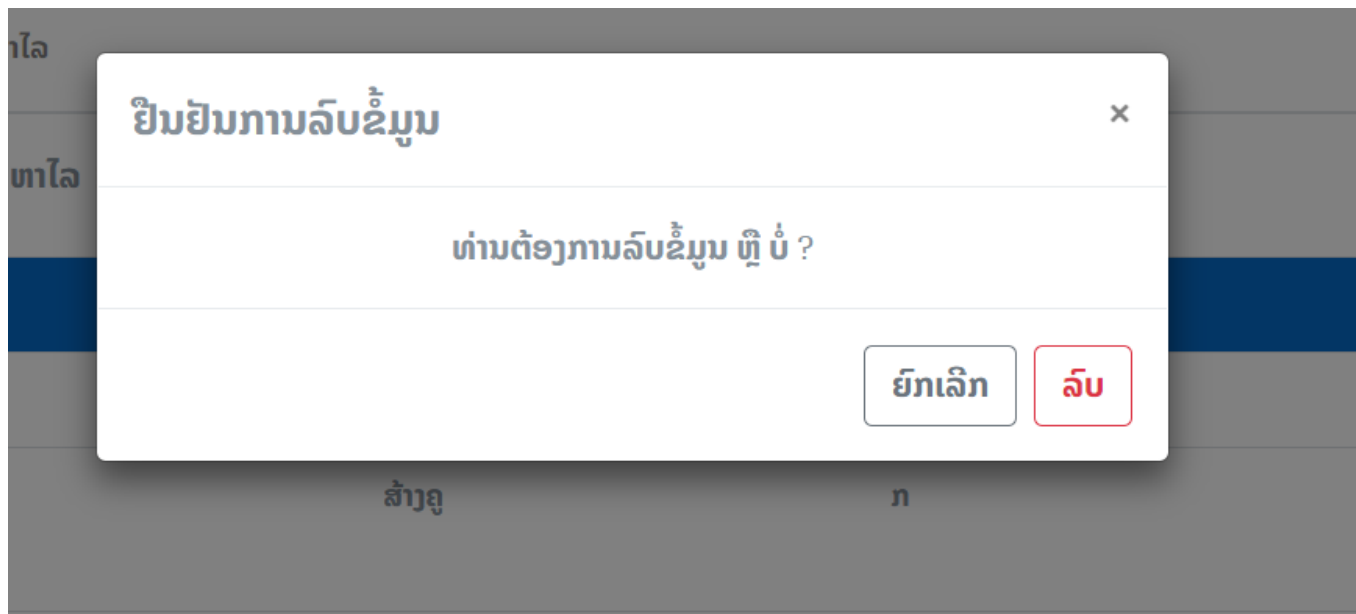 ຢືນຢັນການລົບຂໍ້ມູນ ×
ຫາໄລ
ທ່ານຕ້ອງການລົບຂໍ້ມູນ ຫຼື ບໍ່ ?
ຍົກເລີກ ລົບ
ສ້າງຄູ ກ